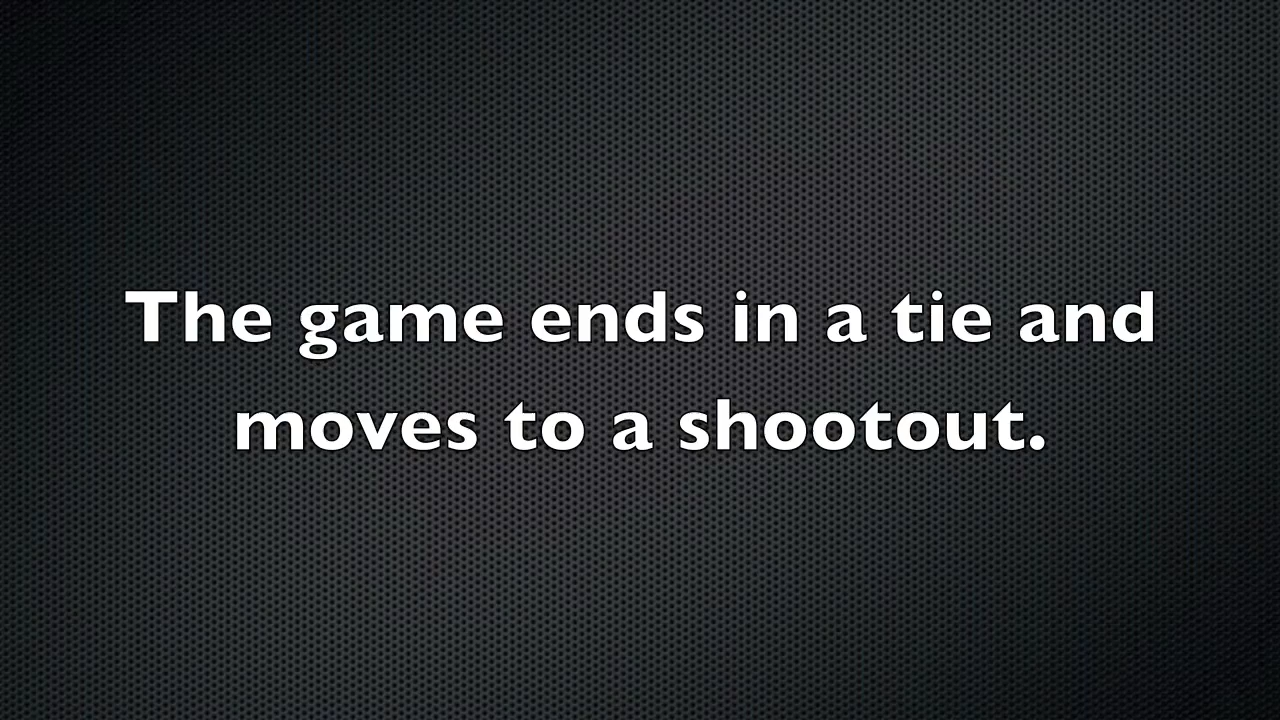 The game ends in a tie and
moves to a shootout.